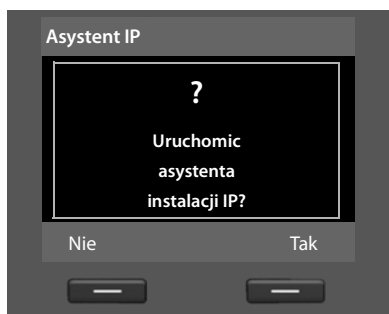 Asystent IP
?
Uruchomic
asystenta
instalacji IP?
Nie Tak